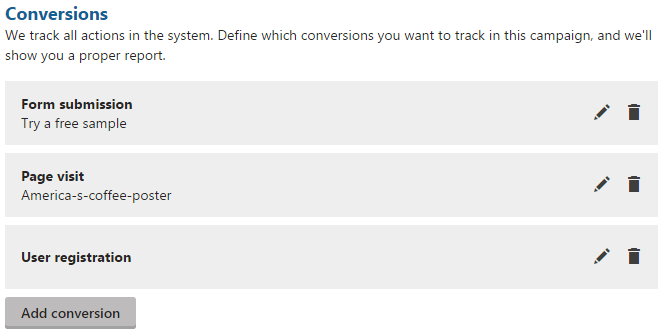 Conversions
We track all actions in the system. Define which conversions you want to track in this campaign, and we'll
show you a proper report.
Form submission
Try a free sample
Page visit
America-s-coffee-poster
User registration
Add conversion